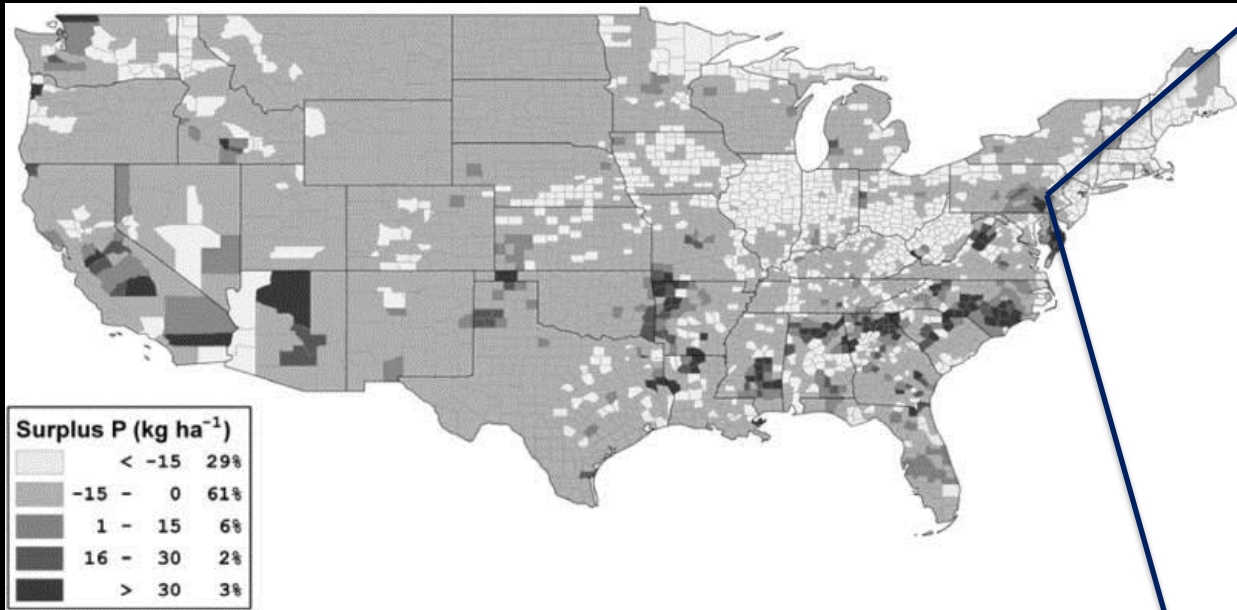 Surplus P (kg ha⁻¹)
< -15 29%
-15 - 0 61%
1 - 15 6%
16 - 30 2%
> 30 3%